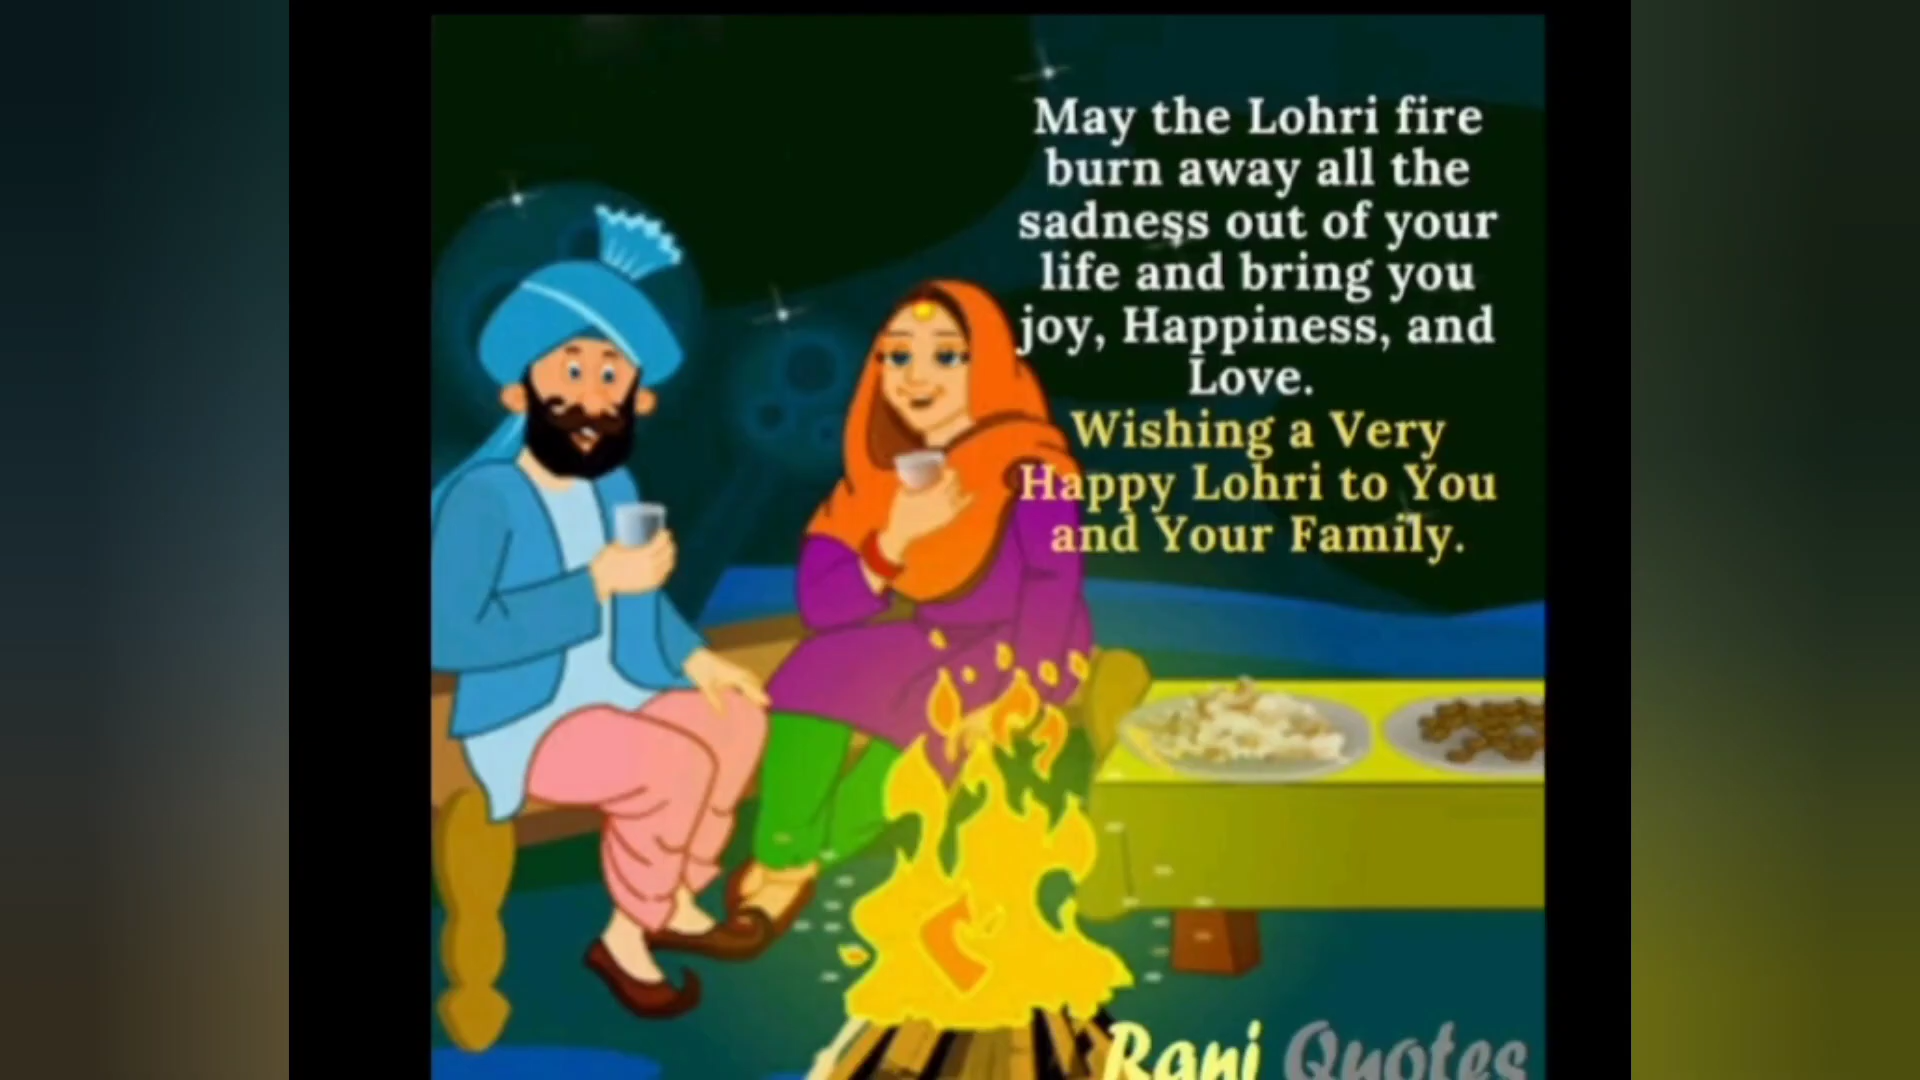 May the Lohri fire
burn away all the
sadness out of your
life and bring you
joy, Happiness, and
Love.
Wishing a Very
Happy Lohri to You
and Your Family.
Rani Quotes